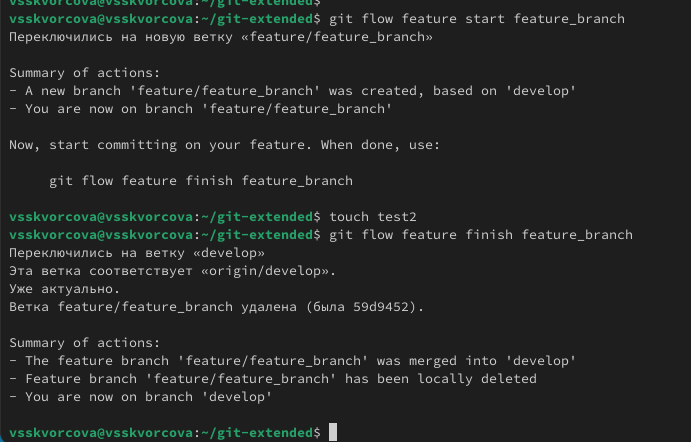 vsskvorcova@vsskvorcova:~/git-extended$
vsskvorcova@vsskvorcova:~/git-extended$ git flow feature start feature_branch
Переключились на новую ветку «feature/feature_branch»
Summary of actions:
- A new branch 'feature/feature_branch' was created, based on 'develop'
- You are now on branch 'feature/feature_branch'
Now, start committing on your feature. When done, use:
git flow feature finish feature_branch
vsskvorcova@vsskvorcova:~/git-extended$ touch test2
vsskvorcova@vsskvorcova:~/git-extended$ git flow feature finish feature_branch
Переключились на ветку «develop»
Эта ветка соответствует «origin/develop».
Уже актуально.
Ветка feature/feature_branch удалена (была 59d9452).
Summary of actions:
- The feature branch 'feature/feature_branch' was merged into 'develop'
- Feature branch 'feature/feature_branch' has been locally deleted
- You are now on branch 'develop'
vsskvorcova@vsskvorcova:~/git-extended$